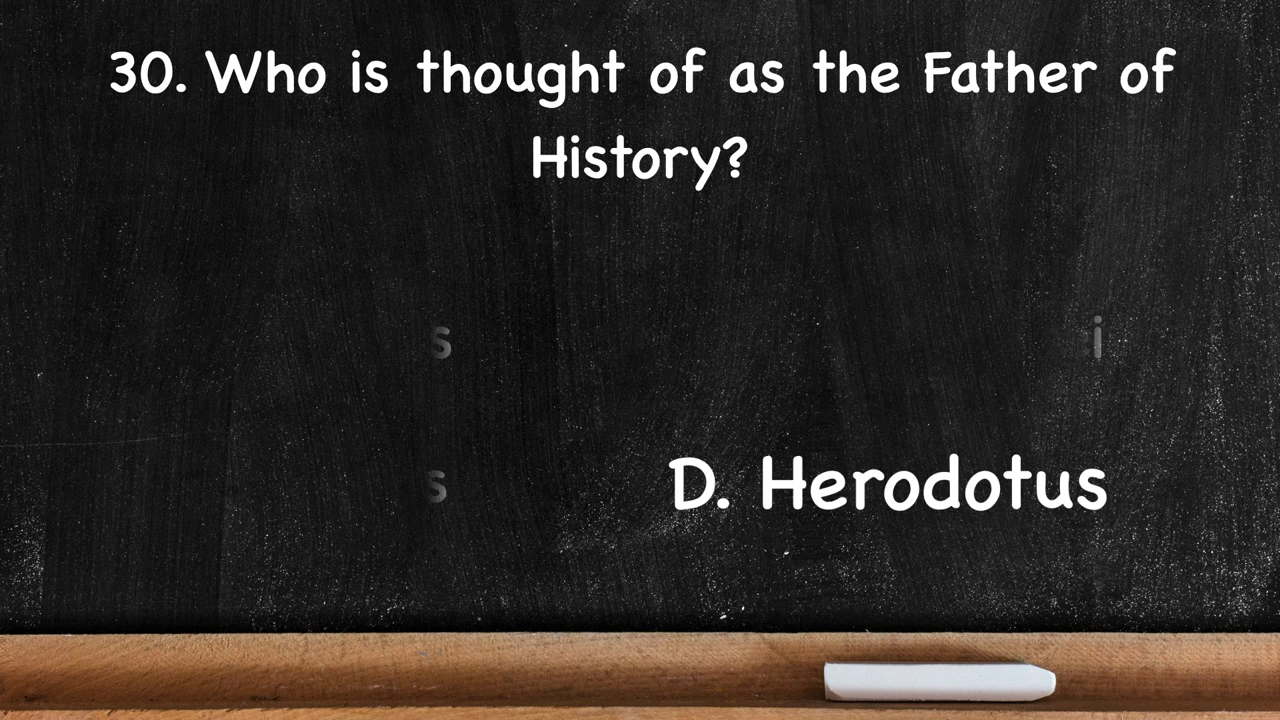 30. Who is thought of as the Father of
History?
s
i
s
D. Herodotus